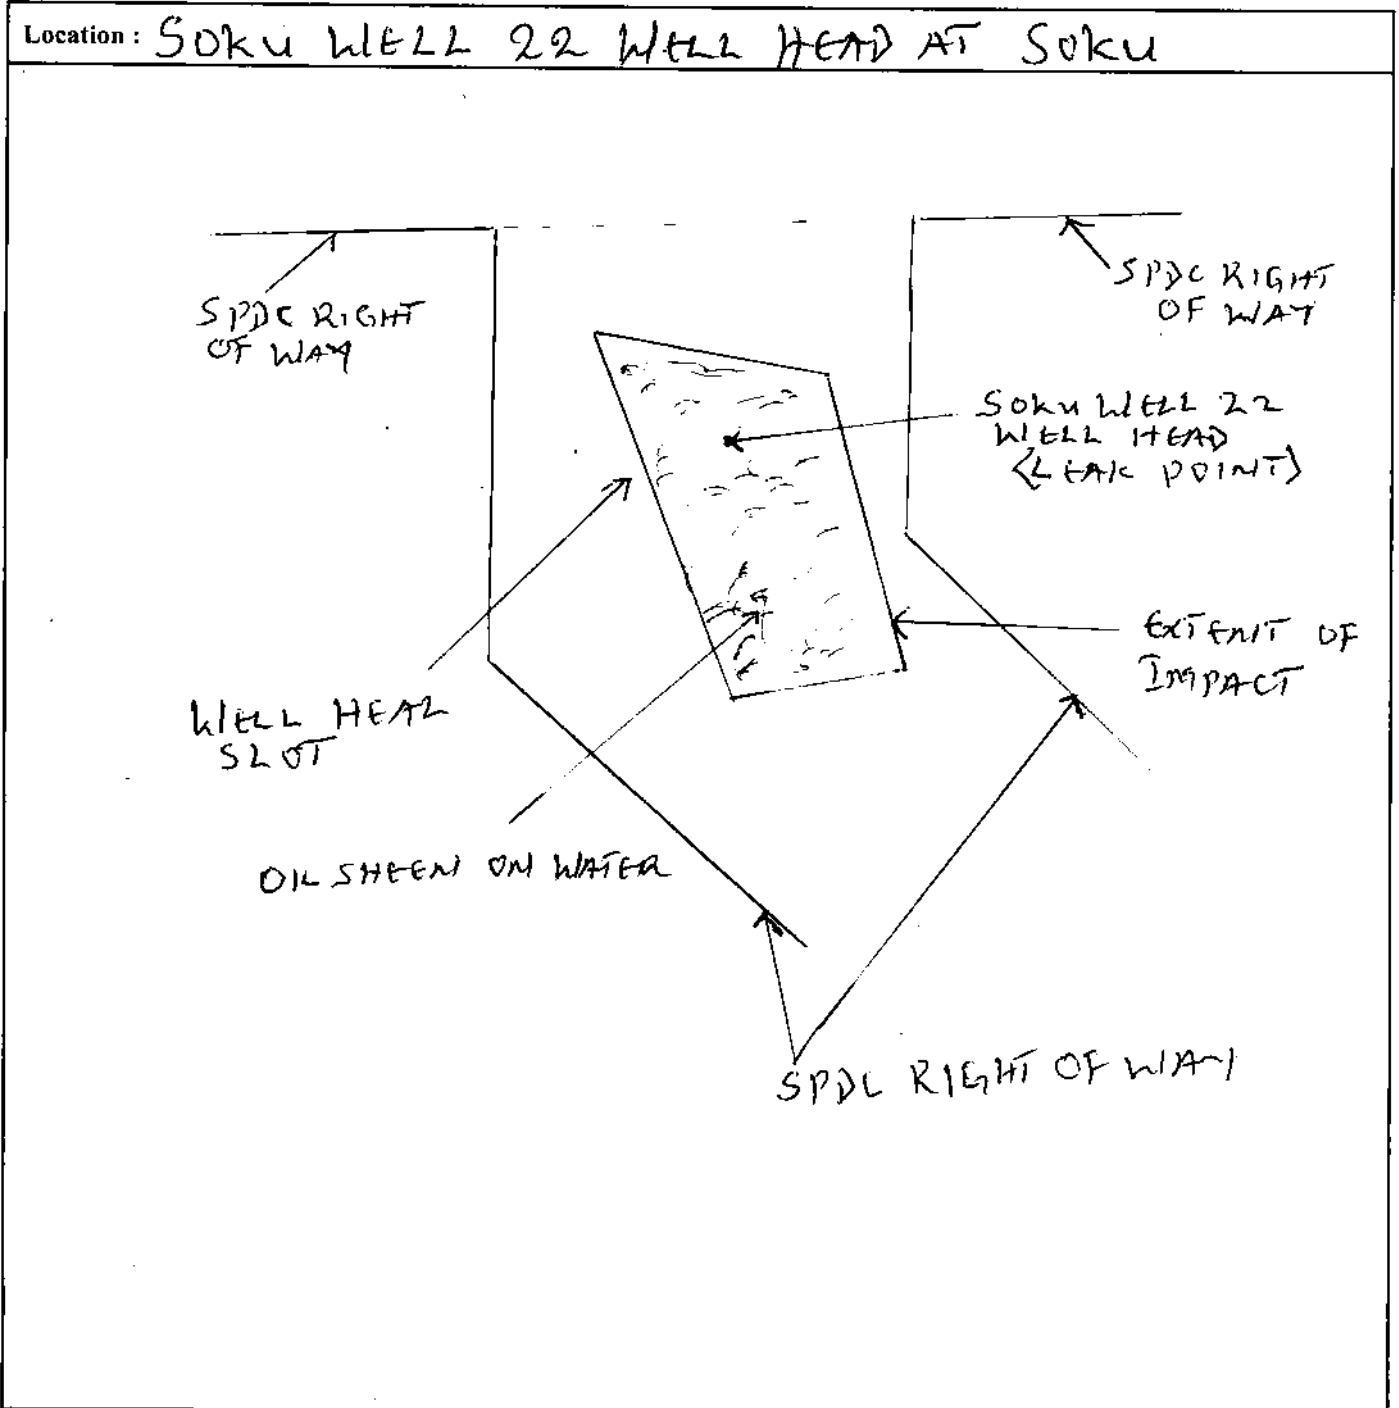 Location : SOKU WELL 22 WELL HEAD AT SOKU
SPDC RIGHT
OF WAY
SPDC RIGHT
OF WAY
SOKU WELL 22
WELL HEAD
(LEAK POINT)
EXTENT OF
IMPACT
WELL HEAD
SLOT
OIL SHEEN ON WATER
SPDC RIGHT OF WAY